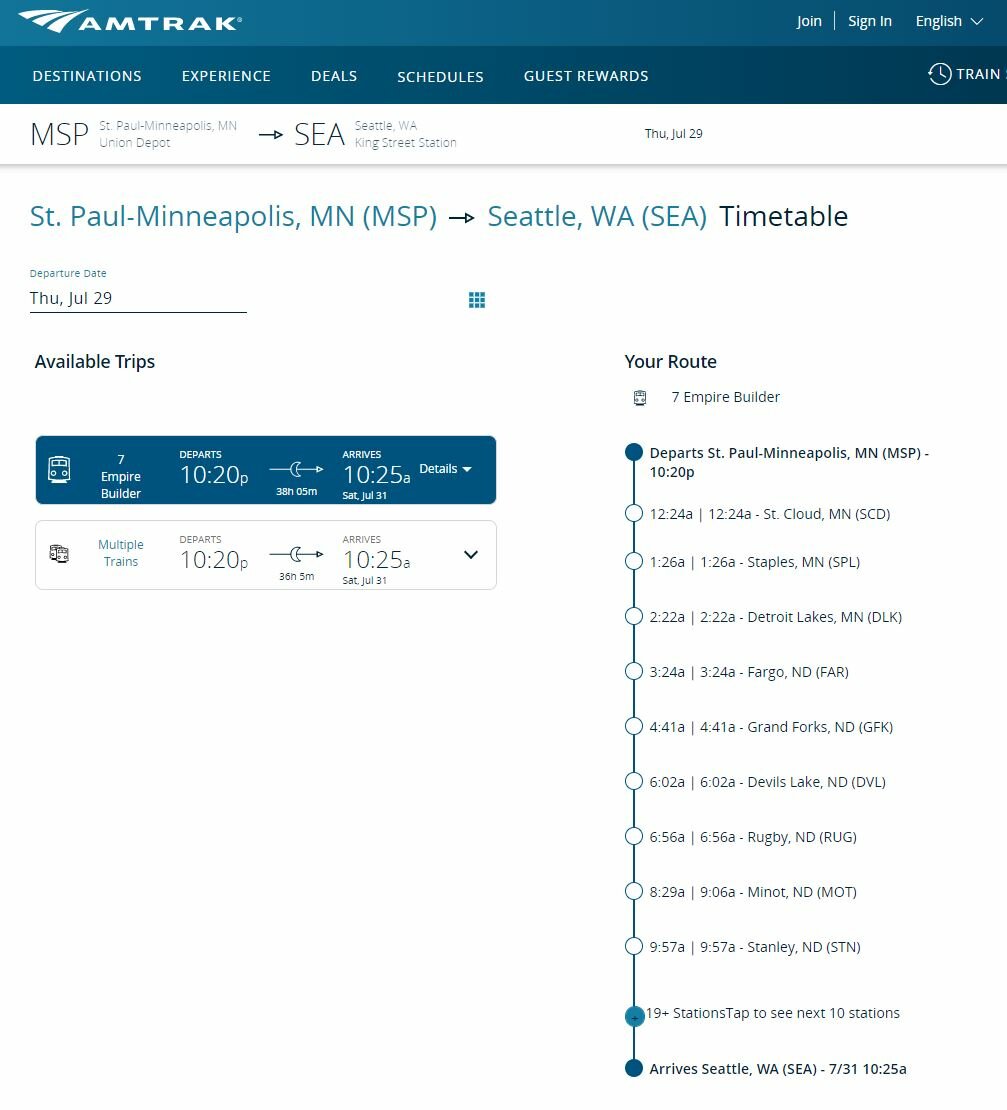 AMTRAK®
Join
Sign In
English
DESTINATIONS
EXPERIENCE
DEALS
SCHEDULES
GUEST REWARDS
TRAIN
MSP
St. Paul-Minneapolis, MN
Union Depot
SEA
Seattle, WA
King Street Station
Thu, Jul 29
St. Paul-Minneapolis, MN (MSP) Seattle, WA (SEA) Timetable
Departure Date
Thu, Jul 29
Available Trips
7
Empire
Builder
DEPARTS
10:20p
38h 05m
ARRIVES
10:25a
Sat, Jul 31
Details
Multiple
Trains
DEPARTS
10:20p
36h 5m
ARRIVES
10:25a
Sat, Jul 31
Your Route
7 Empire Builder
Departs St. Paul-Minneapolis, MN (MSP) -
10:20p
12:24a | 12:24a - St. Cloud, MN (SCD)
1:26a | 1:26a - Staples, MN (SPL)
2:22a | 2:22a - Detroit Lakes, MN (DLK)
3:24a | 3:24a - Fargo, ND (FAR)
4:41a | 4:41a - Grand Forks, ND (GFK)
6:02a | 6:02a - Devils Lake, ND (DVL)
6:56a | 6:56a - Rugby, ND (RUG)
8:29a | 9:06a - Minot, ND (MOT)
9:57a | 9:57a - Stanley, ND (STN)
19+ StationsTap to see next 10 stations
Arrives Seattle, WA (SEA) - 7/31 10:25a